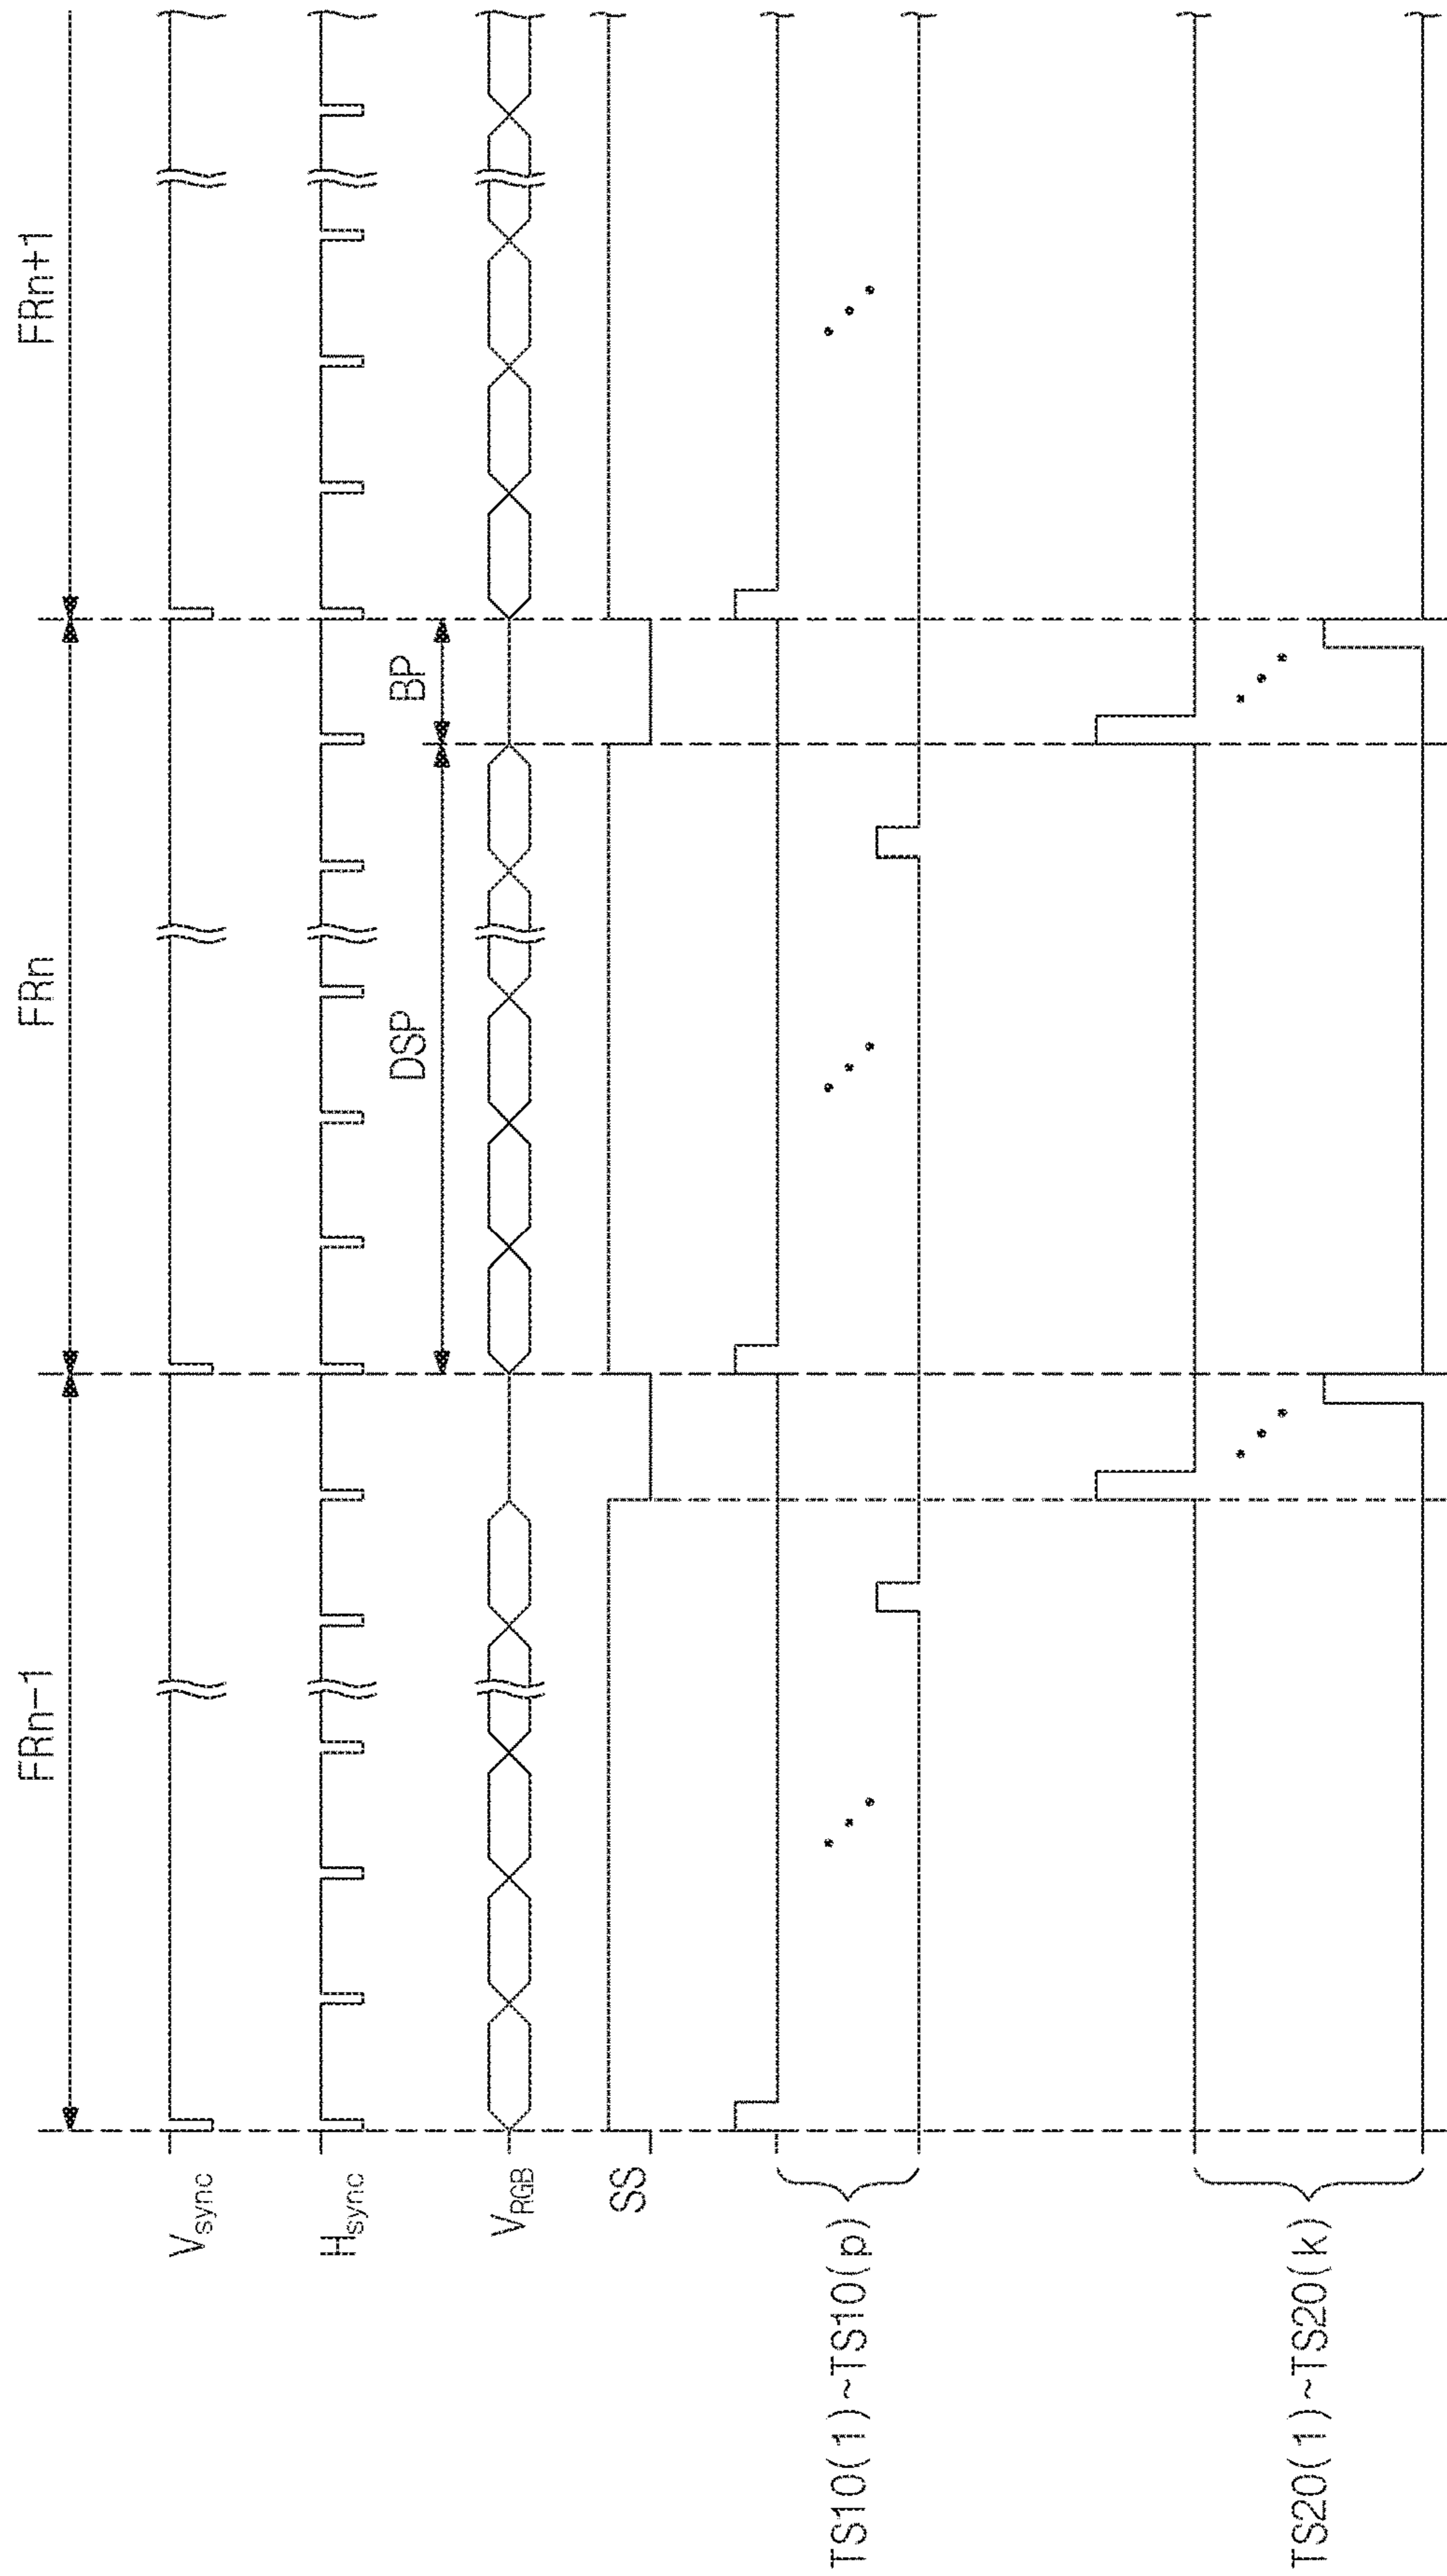 FRn-1
FRn
FRn+1
Vsync
Hsync
DSP
BP
VRGB
SS
TS10(1)~TS10(p)
TS20(1)~TS20(k)